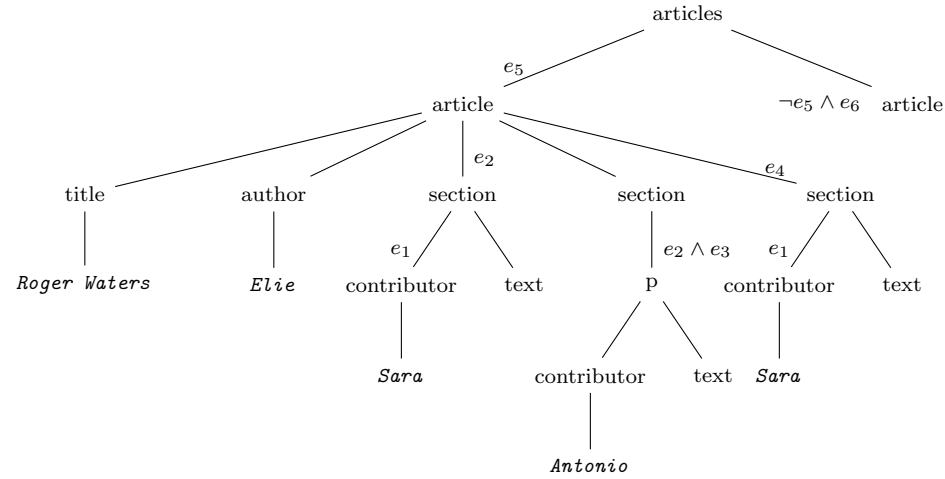 articles
e₅
article ¬e₅ ∧ e₆ article
e₂ e₄
title author section section section
e₁ e₂ ∧ e₃ e₁
Roger Waters Elie contributor text p contributor text
Sara contributor text Sara
Antonio